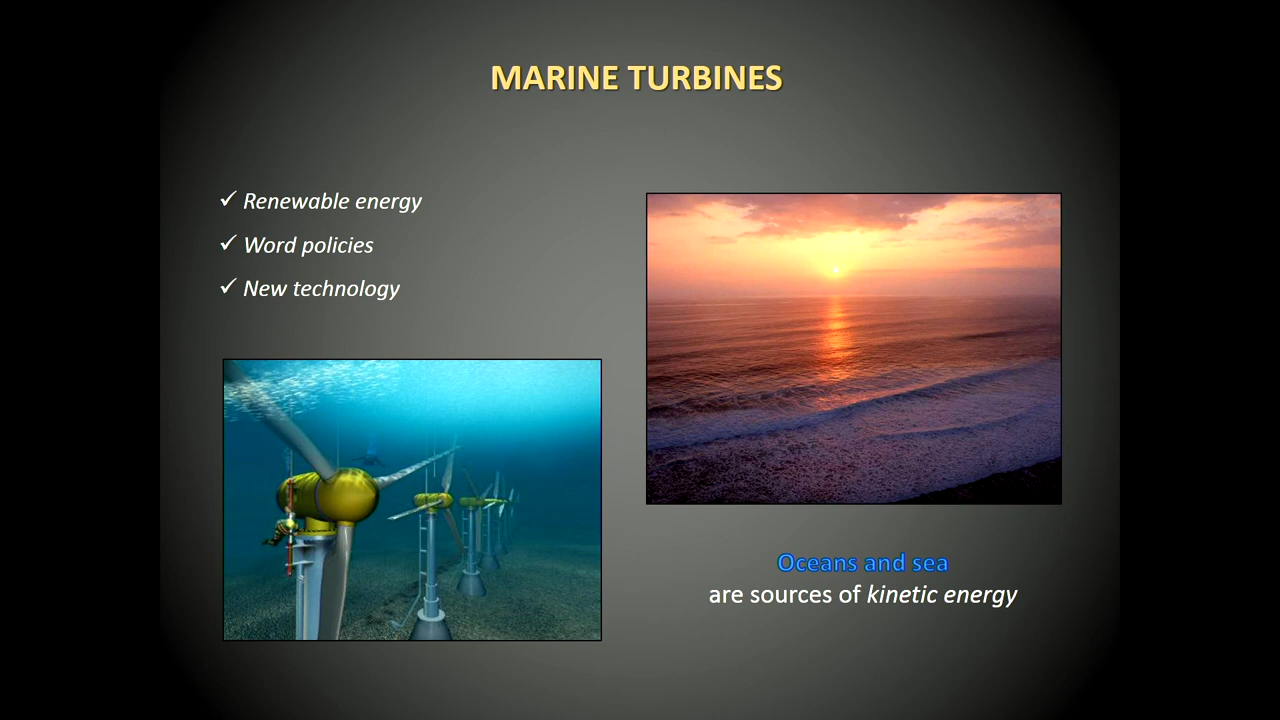 MARINE TURBINES
✓ Renewable energy
✓ Word policies
✓ New technology
Oceans and sea
are sources of kinetic energy